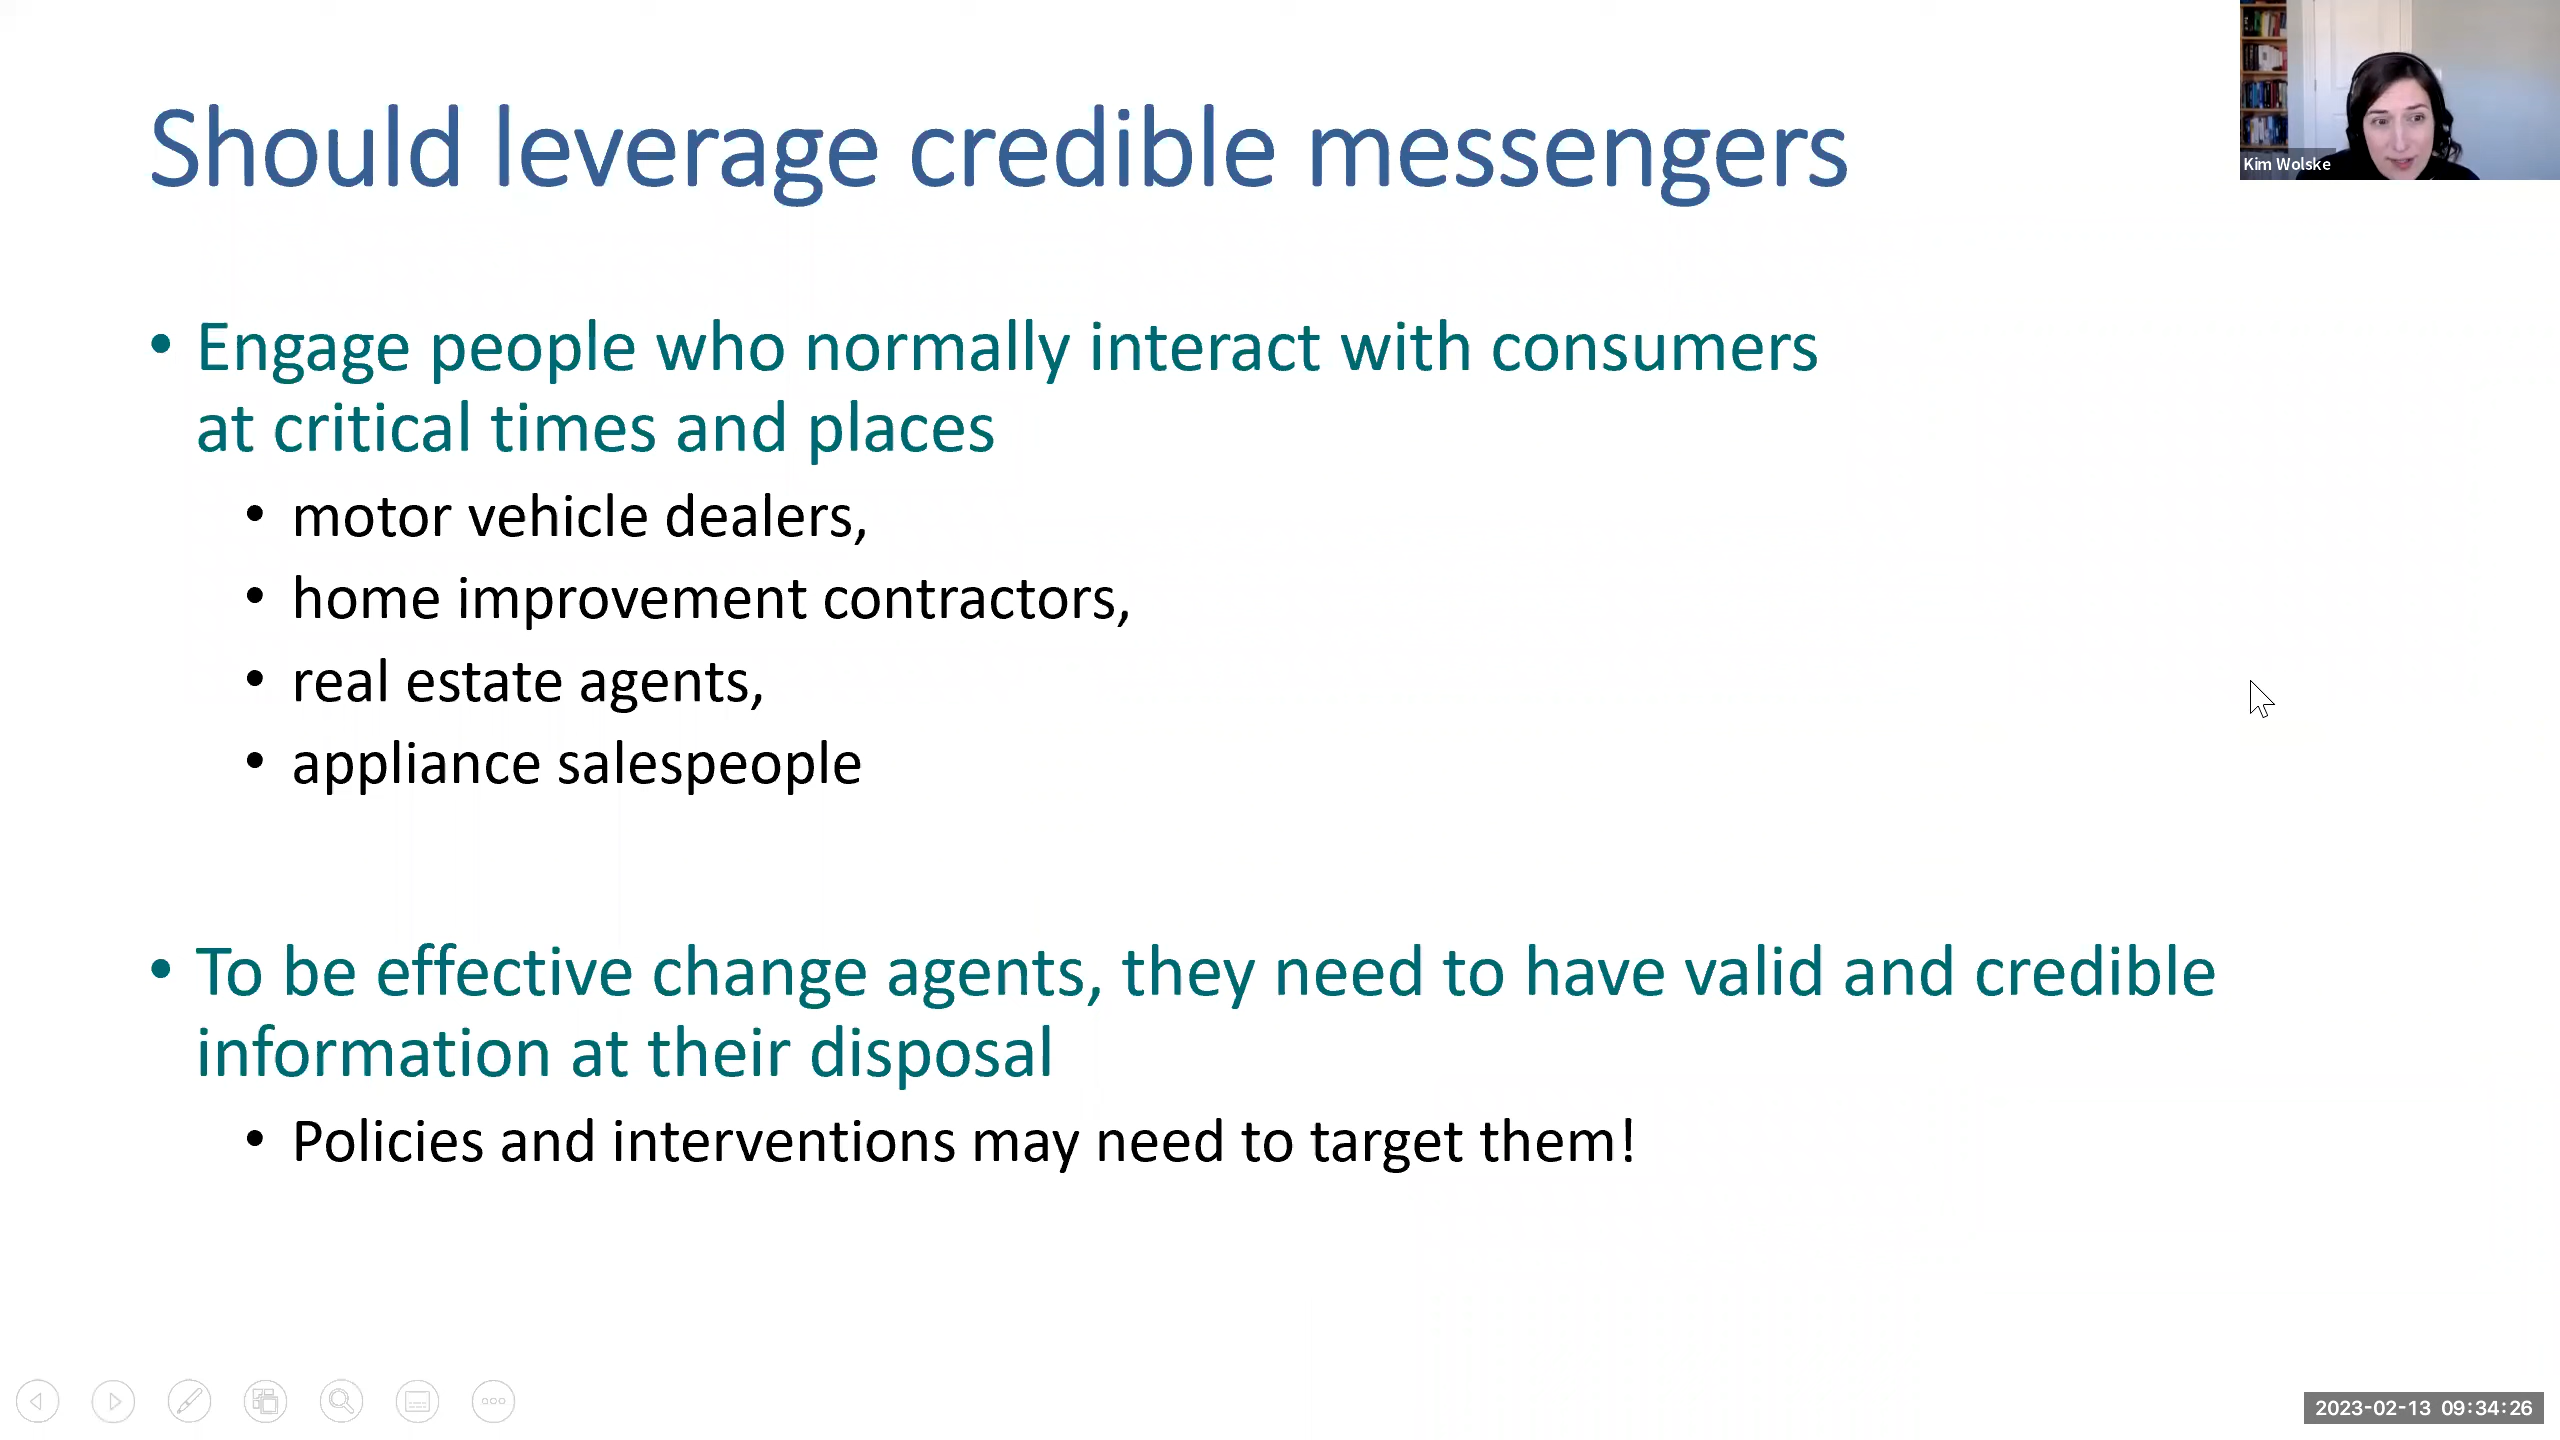 Should leverage credible messengers
Kim Wolske
• Engage people who normally interact with consumers
at critical times and places
• motor vehicle dealers,
• home improvement contractors,
• real estate agents,
• appliance salespeople
• To be effective change agents, they need to have valid and credible
information at their disposal
• Policies and interventions may need to target them!
2023-02-13 09:34:26